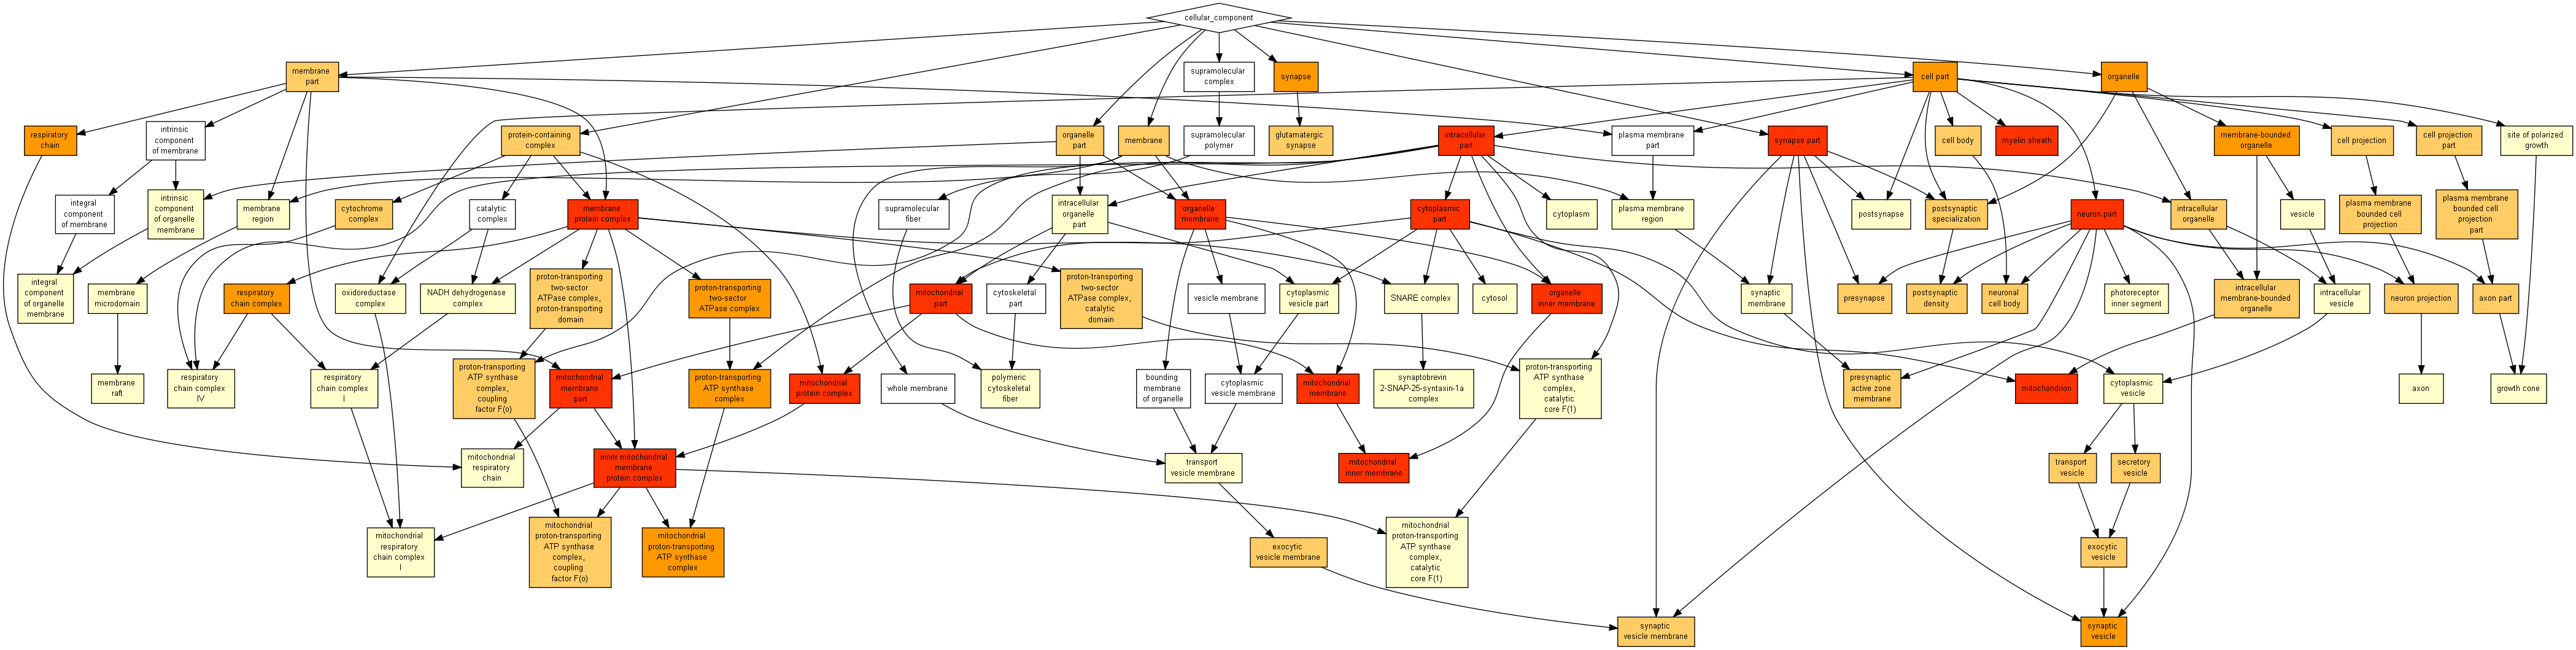 cellular_component
membrane
part
supramolecular
complex
synapse
cell part
organelle
respiratory
chain
intrinsic
component
of membrane
protein-containing
complex
organelle
part
membrane
supramolecular
polymer
glutamatergic
synapse
intracellular
part
plasma membrane
part
synapse part
cell body
myelin sheath
membrane-bounded
organelle
cell projection
cell projection
part
site of polarized
growth
integral
component
of membrane
intrinsic
component
of organelle
membrane
membrane
region
cytochrome
complex
catalytic
complex
membrane
protein complex
supramolecular
fiber
intracellular
organelle
part
organelle
membrane
cytoplasmic
part
cytoplasm
plasma membrane
region
postsynapse
postsynaptic
specialization
neuron part
intracellular
organelle
vesicle
plasma membrane
bounded cell
projection
plasma membrane
bounded cell
projection
part
integral
component
of organelle
membrane
membrane
microdomain
respiratory
chain complex
oxidoreductase
complex
NADH dehydrogenase
complex
proton-transporting
two-sector
ATPase complex,
proton-transporting
domain
proton-transporting
two-sector
ATPase complex
mitochondrial
part
cytoskeletal
part
proton-transporting
two-sector
ATPase complex,
catalytic
domain
vesicle membrane
cytoplasmic
vesicle part
SNARE complex
cytosol
organelle
inner membrane
synaptic
membrane
presynapse
postsynaptic
density
neuronal
cell body
photoreceptor
inner segment
intracellular
membrane-bounded
organelle
intracellular
vesicle
neuron projection
axon part
membrane
raft
respiratory
chain complex
IV
respiratory
chain complex
I
proton-transporting
ATP synthase
complex,
coupling
factor F(o)
mitochondrial
membrane
part
proton-transporting
ATP synthase
complex
mitochondrial
protein complex
whole membrane
polymeric
cytoskeletal
fiber
bounding
membrane
of organelle
cytoplasmic
vesicle membrane
mitochondrial
membrane
synaptobrevin
2-SNAP-25-syntaxin-1a
complex
proton-transporting
ATP synthase
complex,
catalytic
core F(1)
presynaptic
active zone
membrane
mitochondrion
cytoplasmic
vesicle
axon
growth cone
mitochondrial
respiratory
chain
inner mitochondrial
membrane
protein complex
transport
vesicle membrane
mitochondrial
inner membrane
transport
vesicle
secretory
vesicle
mitochondrial
respiratory
chain complex
I
mitochondrial
proton-transporting
ATP synthase
complex,
coupling
factor F(o)
mitochondrial
proton-transporting
ATP synthase
complex
exocytic
vesicle membrane
mitochondrial
proton-transporting
ATP synthase
complex,
catalytic
core F(1)
exocytic
vesicle
synaptic
vesicle membrane
synaptic
vesicle